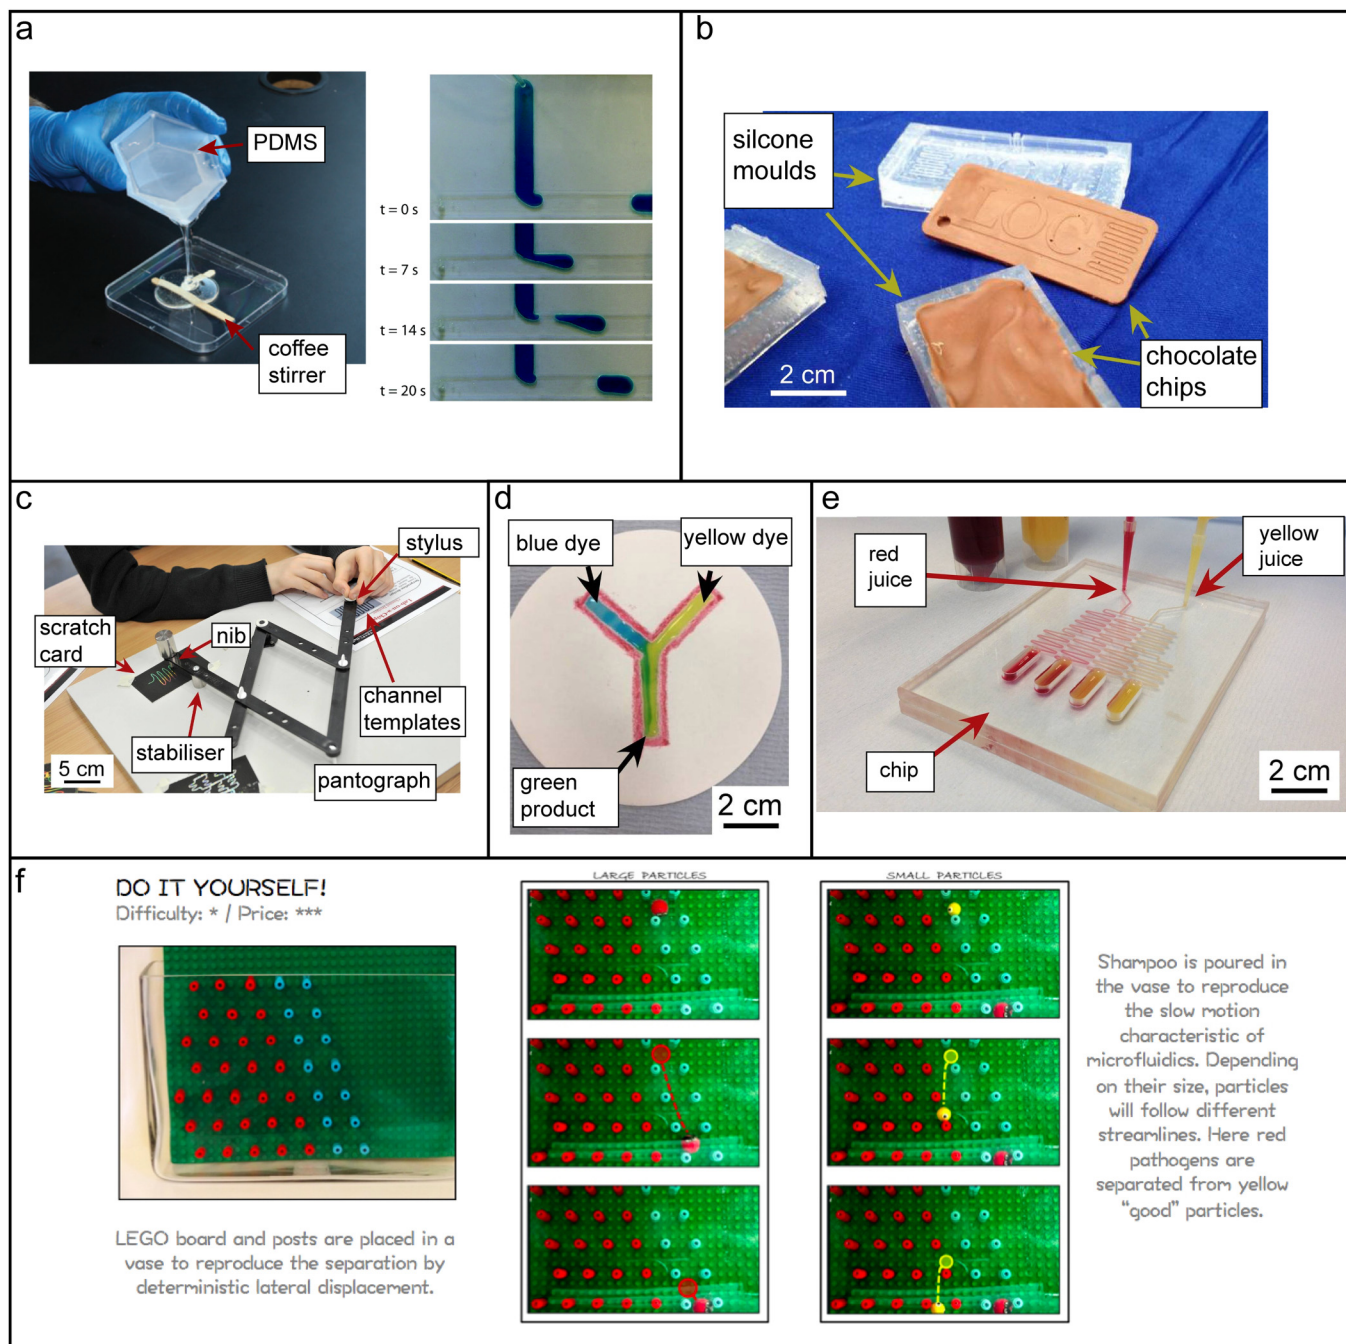 a
PDMS
coffee
stirrer
t = 0 s
t = 7 s
t = 14 s
t = 20 s
b
silcone
moulds
LOC
chocolate
chips
2 cm
c
stylus
scratch
card
nib
channel
templates
stabiliser
pantograph
5 cm
d
blue dye
yellow dye
green
product
2 cm
e
red
juice
yellow
juice
chip
2 cm
f
DO IT YOURSELF!
Difficulty: * / Price: ***
LEGO board and posts are placed in a
vase to reproduce the separation by
deterministic lateral displacement.
LARGE PARTICLES
SMALL PARTICLES
Shampoo is poured in
the vase to reproduce
the slow motion
characteristic of
microfluidics. Depending
on their size, particles
will follow different
streamlines. Here red
pathogens are
separated from yellow
“good” particles.